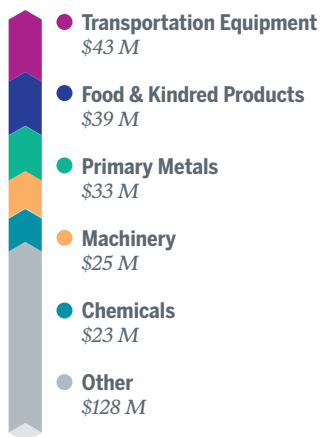 Transportation Equipment
$43 M
Food & Kindred Products
$39 M
Primary Metals
$33 M
Machinery
$25 M
Chemicals
$23 M
Other
$128 M